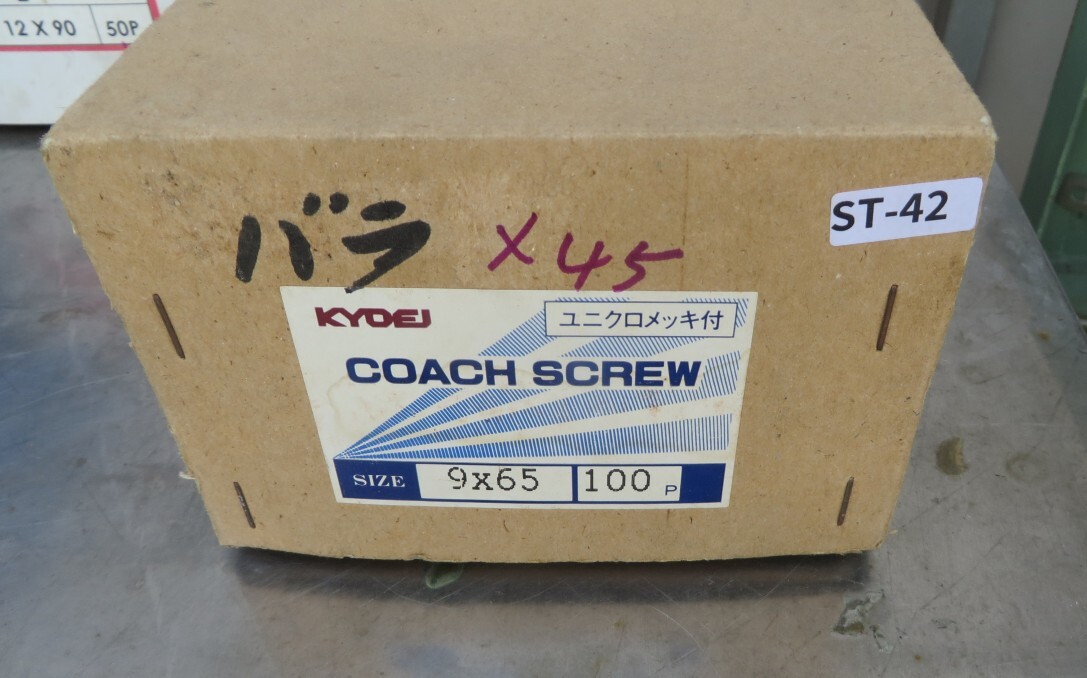 12 X 90 50P
バラ x 45
ST-42
KYOEI
ユニクロメッキ付
COACH SCREW
SIZE 9x65 100 P